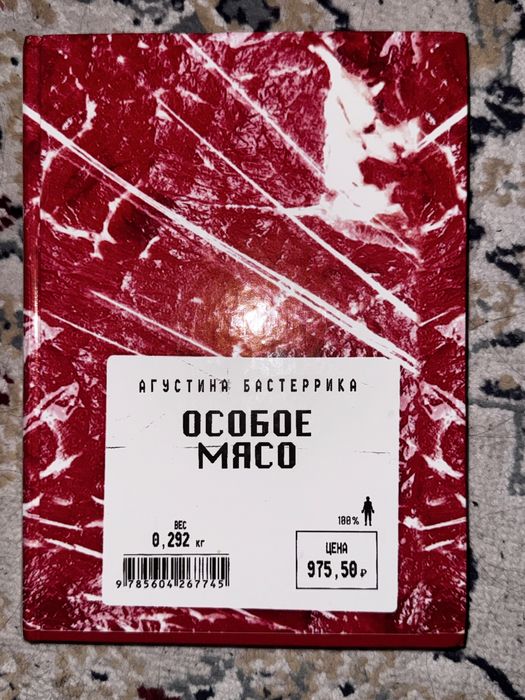 АГУСТИНА БАСТЕРРИКА
ОСОБОЕ
МЯСО
100%
ВЕС
0,292 кг
9 785604 267745
ЦЕНА
975,50 ₽